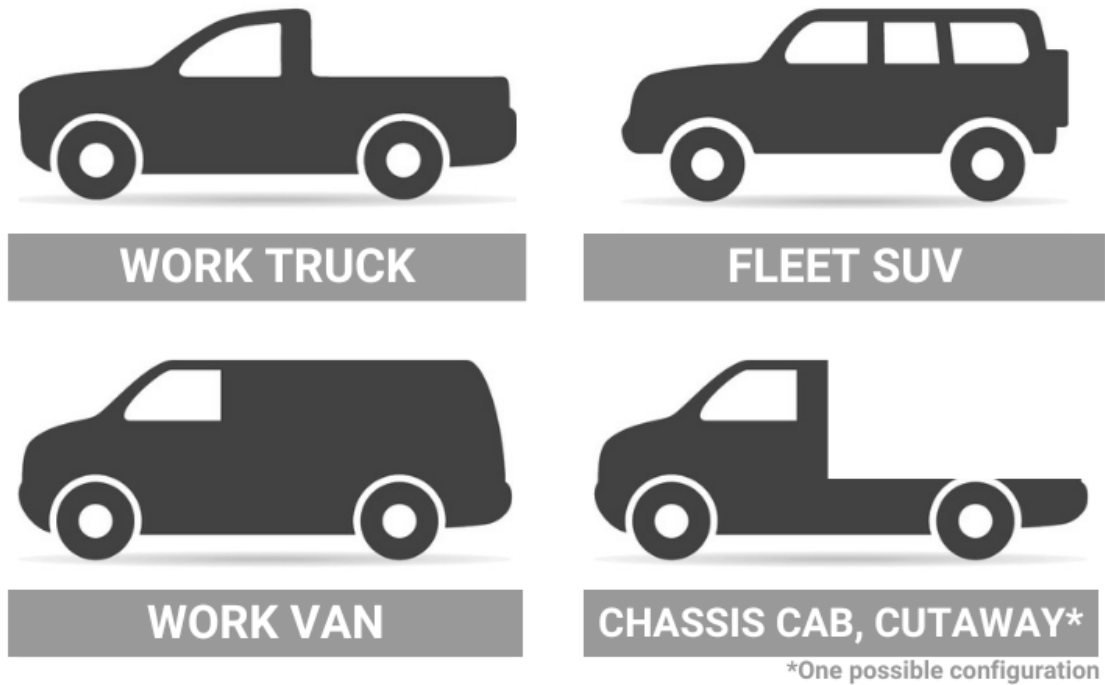 WORK TRUCK
FLEET SUV
WORK VAN
CHASSIS CAB, CUTAWAY*
*One possible configuration